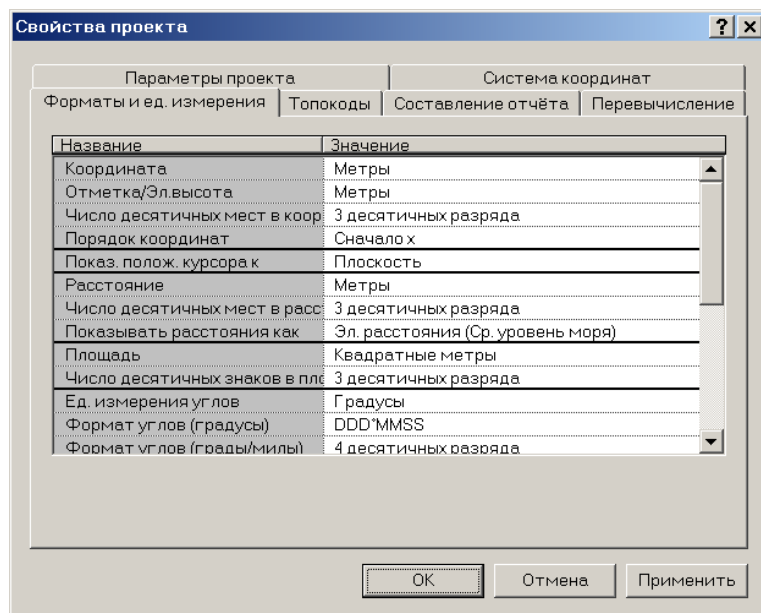 Свойства проекта
Параметры проекта Система координат
Форматы и ед. измерения Топокоды Составление отчёта Перевычисление
Название Значение
Координата Метры
Отметка/Эл.высота Метры
Число десятичных мест в коор 3 десятичных разряда
Порядок координат Сначало x
Показ. полож. курсора к Плоскость
Расстояние Метры
Число десятичных мест в расс 3 десятичных разряда
Показывать расстояния как Эл. расстояния (Ср. уровень моря)
Площадь Квадратные метры
Число десятичных знаков в пло 3 десятичных разряда
Ед. измерения углов Градусы
Формат углов (градусы) DDD°MMSS
Формат углов (грады/милы) 4 десятичных разряда
OK Отмена Применить